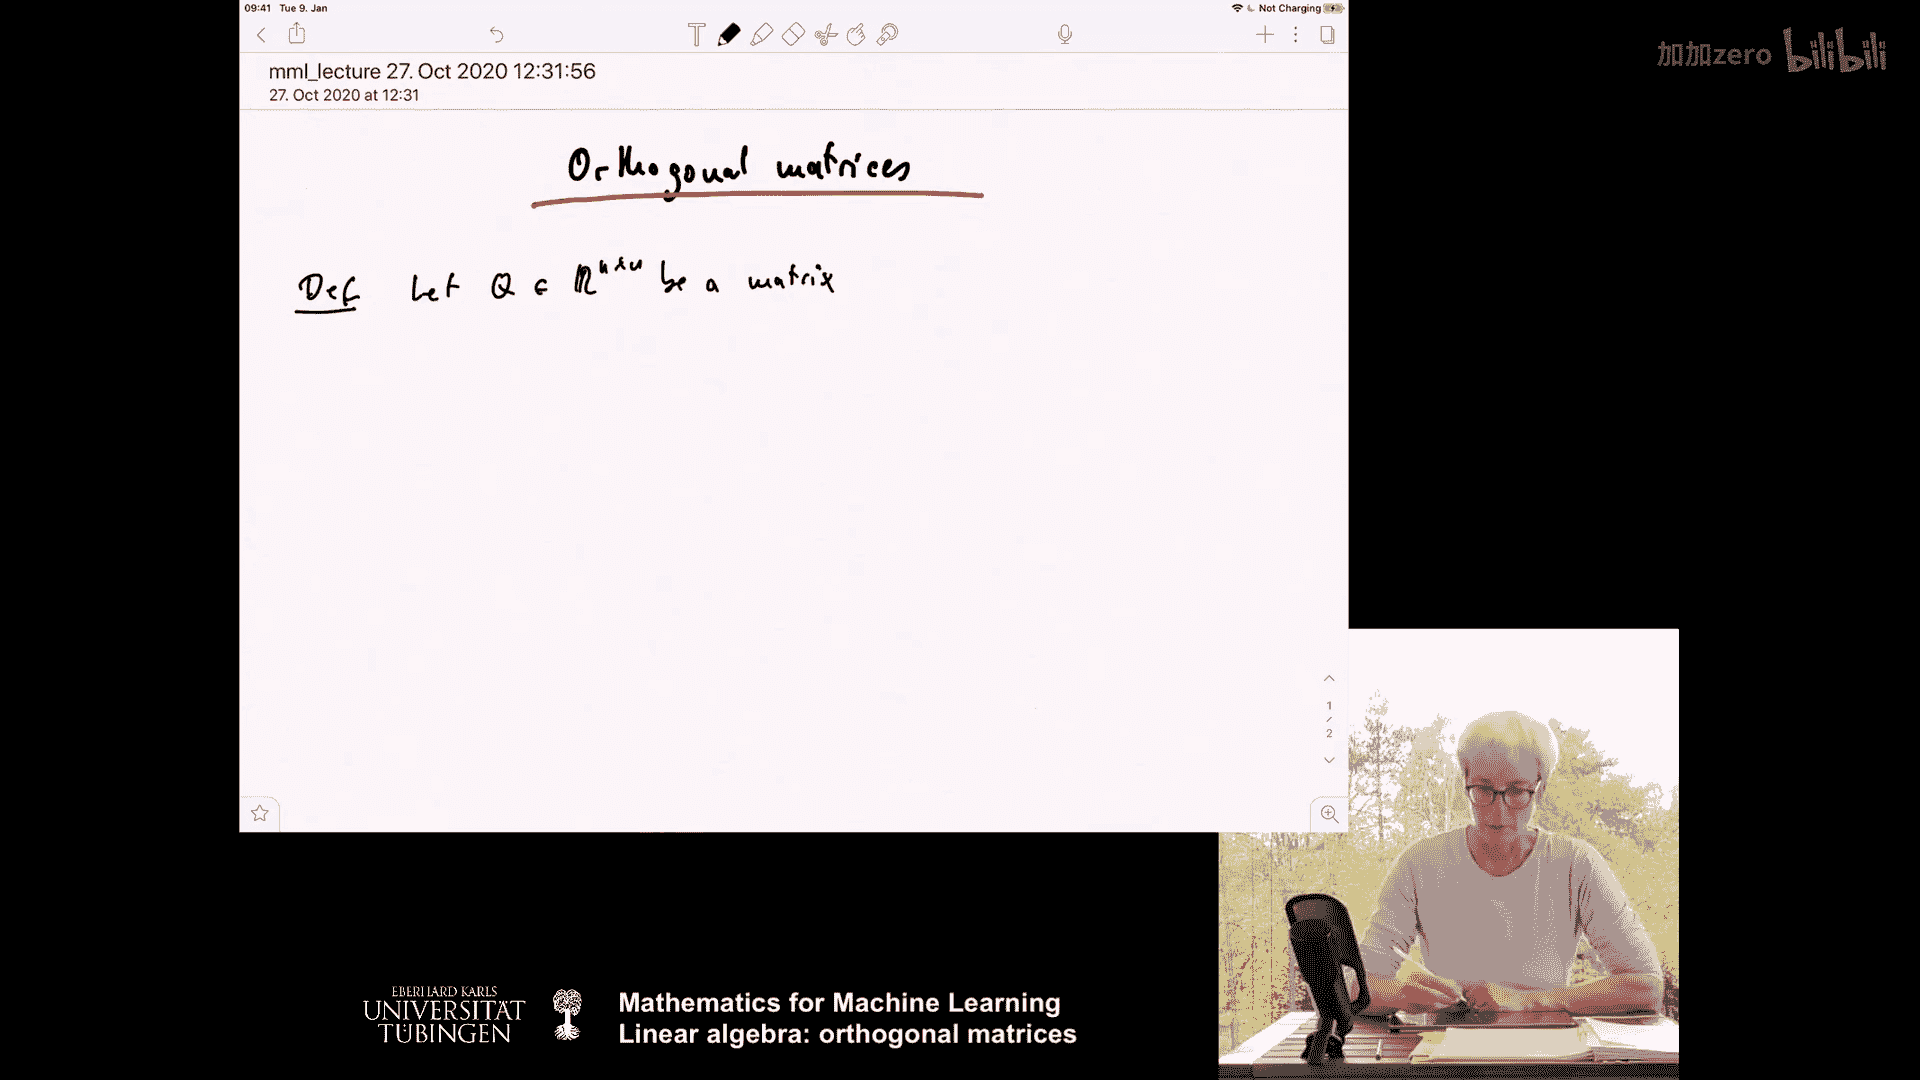 09:41 Tue 9. Jan
Not Charging
加加zero bilibili
mml_lecture 27. Oct 2020 12:31:56
27. Oct 2020 at 12:31
Orthogonal matrices
Def Let Q ∈ ℝⁿˣⁿ be a matrix
1
/
2
EBERHARD KARLS
UNIVERSITÄT
TÜBINGEN
Mathematics for Machine Learning
Linear algebra: orthogonal matrices